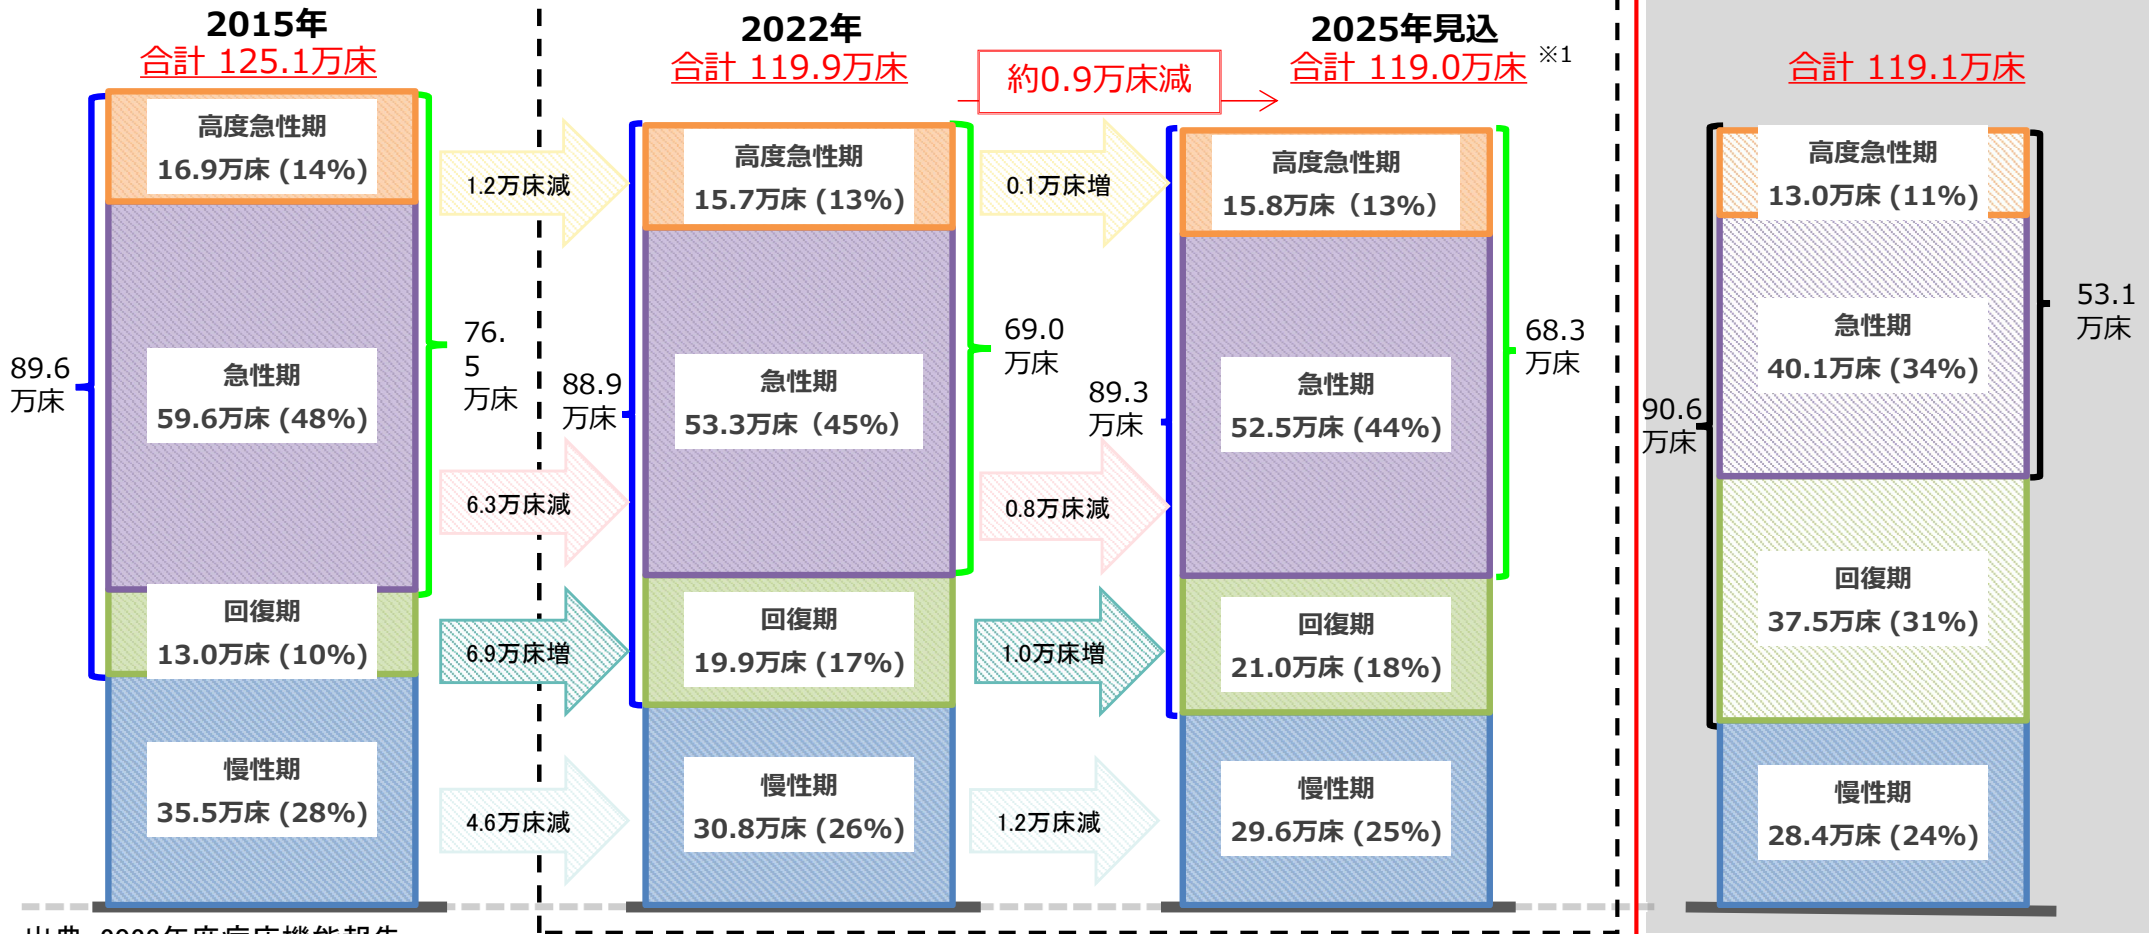 2015年
合計 125.1万床
高度急性期
16.9万床 (14%)
急性期
59.6万床 (48%)
回復期
13.0万床 (10%)
慢性期
35.5万床 (28%)
89.6
万床
76.
5
万床
1.2万床減
6.3万床減
6.9万床増
4.6万床減
2022年
合計 119.9万床
高度急性期
15.7万床 (13%)
急性期
53.3万床（45%）
回復期
19.9万床 (17%)
慢性期
30.8万床 (26%)
88.9
万床
69.0
万床
約0.9万床減
0.1万床増
0.8万床減
1.0万床増
1.2万床減
2025年見込
合計 119.0万床 ※1
高度急性期
15.8万床（13%）
急性期
52.5万床 (44%)
回復期
21.0万床 (18%)
慢性期
29.6万床 (25%)
89.3
万床
68.3
万床
合計 119.1万床
高度急性期
13.0万床 (11%)
急性期
40.1万床 (34%)
回復期
37.5万床 (31%)
慢性期
28.4万床 (24%)
90.6
万床
53.1
万床